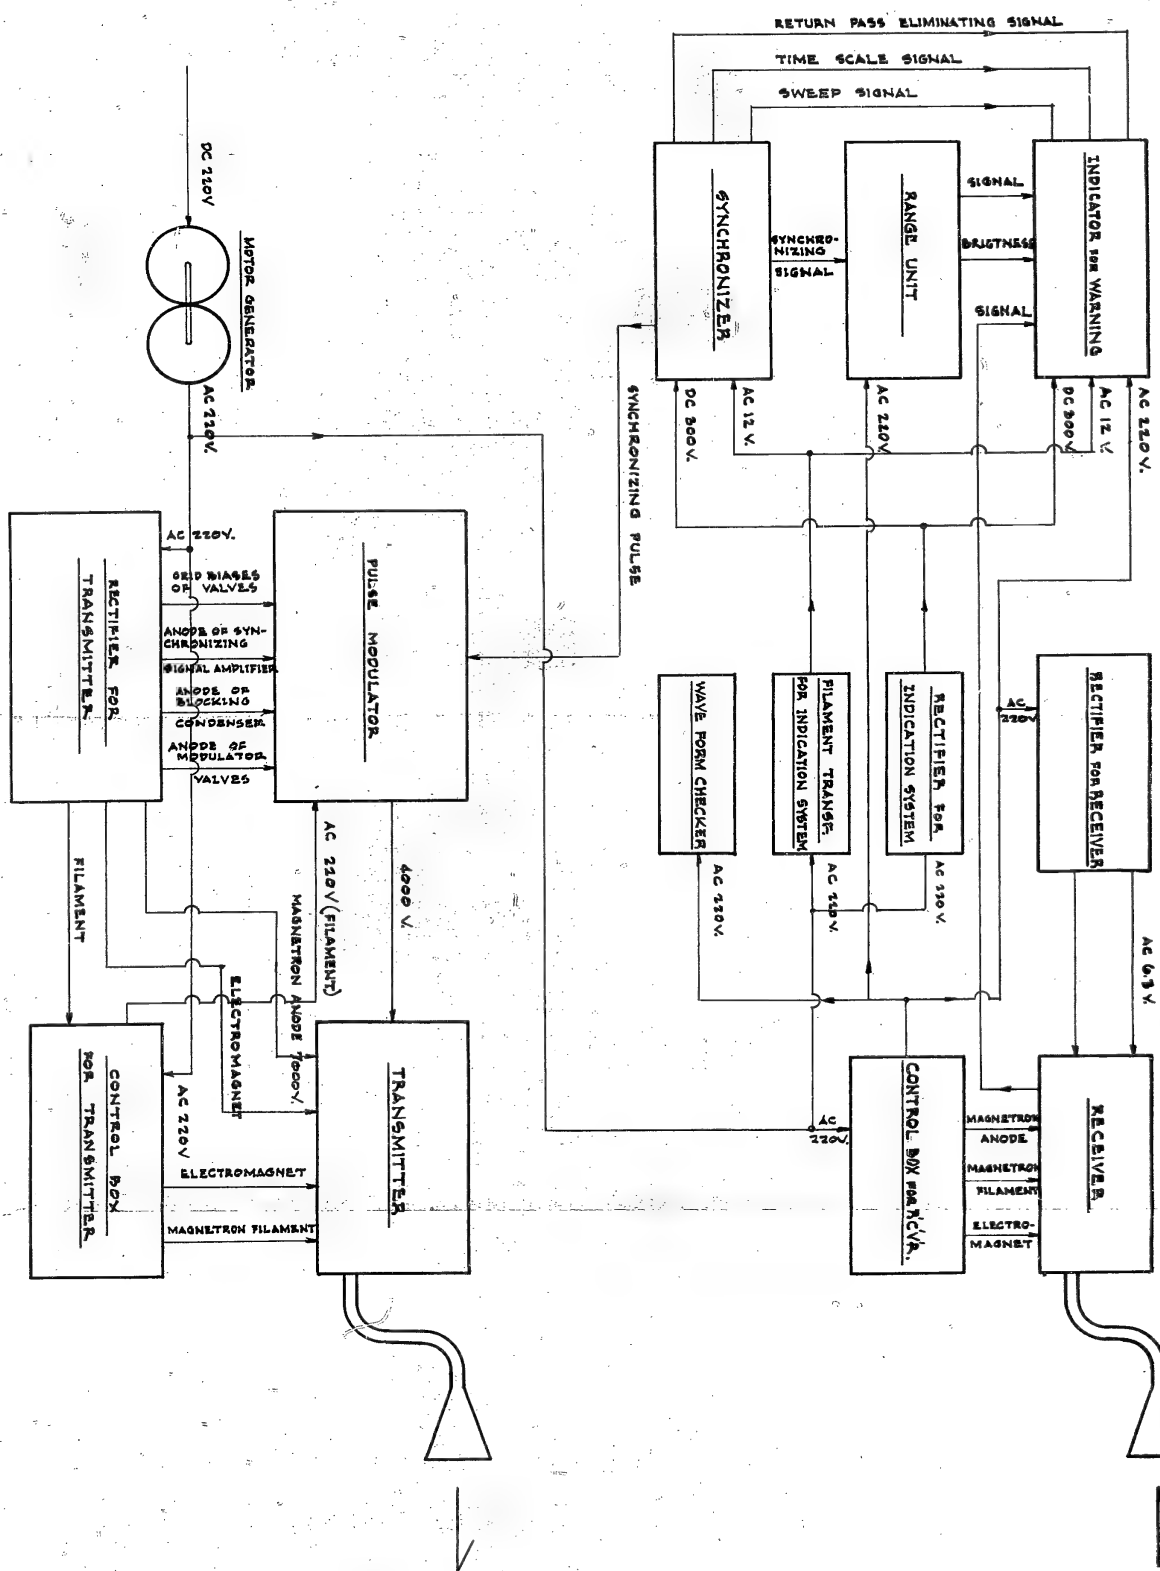 RETURN PASS ELIMINATING SIGNAL
TIME SCALE SIGNAL
SWEEP SIGNAL
SYNCHRONIZER
SYNCHRO-
NIZING
SIGNAL
RANGE UNIT
SIGNAL
BRIGTNESS
SIGNAL
INDICATOR FOR WARNING
DC 300V.
AC 12 V.
AC 220V.
DC 300V.
AC 12 V.
AC 220V.
SYNCHRONIZING PULSE
DC 220V
MOTOR GENERATOR
AC 220V.
RECTIFIER FOR
TRANSMITTER
AC 220V.
GRID BIASES
OF VALVES
ANODE OF SYN-
CHRONIZING
SIGNAL AMPLIFIER
ANODE OF
BLOCKING
CONDENSER
ANODE OF
MODULATOR
VALVES
PULSE MODULATOR
WAVE FORM CHECKER
FILAMENT TRANSF.
FOR INDICATION SYSTEM
RECTIFIER FOR
INDICATION SYSTEM
AC
220V
RECTIFIER FOR RECEIVER
FILAMENT
AC 220V (FILAMENT)
MAGNETRON ANODE 7000V.
ELECTROMAGNET
4000 V.
AC 220V.
AC 220V.
AC 220V.
AC 6.3V.
CONTROL BOX
FOR TRANSMITTER
AC 220V
ELECTROMAGNET
MAGNETRON FILAMENT
TRANSMITTER
AC
220V.
CONTROL BOX FOR R'C'V'R.
MAGNETRON
ANODE
MAGNETRON
FILAMENT
ELECTRO-
MAGNET
RECEIVER